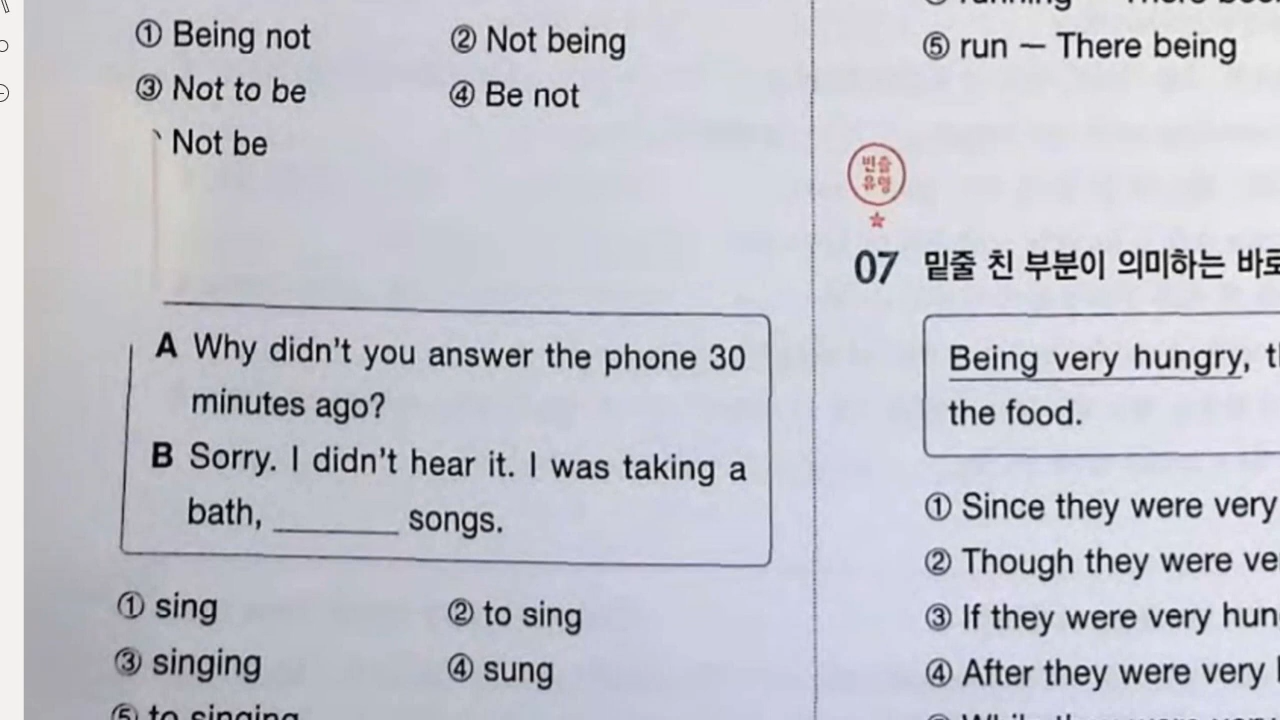 ① Being not ② Not being
③ Not to be ④ Be not
Not be
A Why didn't you answer the phone 30
minutes ago?
B Sorry. I didn't hear it. I was taking a
bath, ______ songs.
① sing ② to sing
③ singing ④ sung
⑤ to singing
⑤ run — There being
빈출
유형
07 밑줄 친 부분이 의미하는
Being very hungry,
the food.
① Since they were very
② Though they were
③ If they were very
④ After they were very